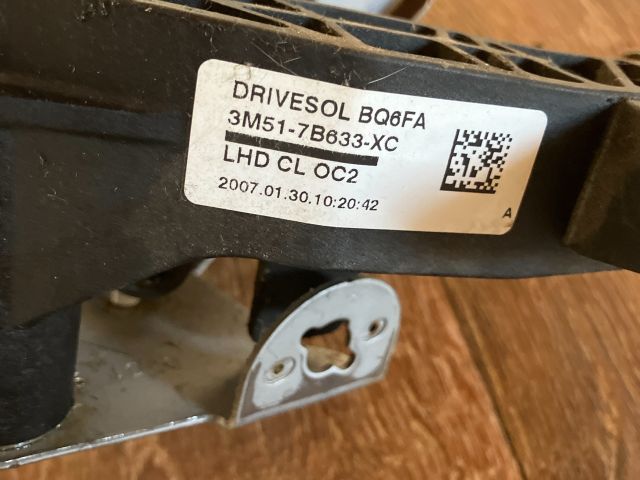 DRIVESOL BQ6FA
3M51-7B633-XC
LHD CL OC2
2007.01.30.10:20:42
A